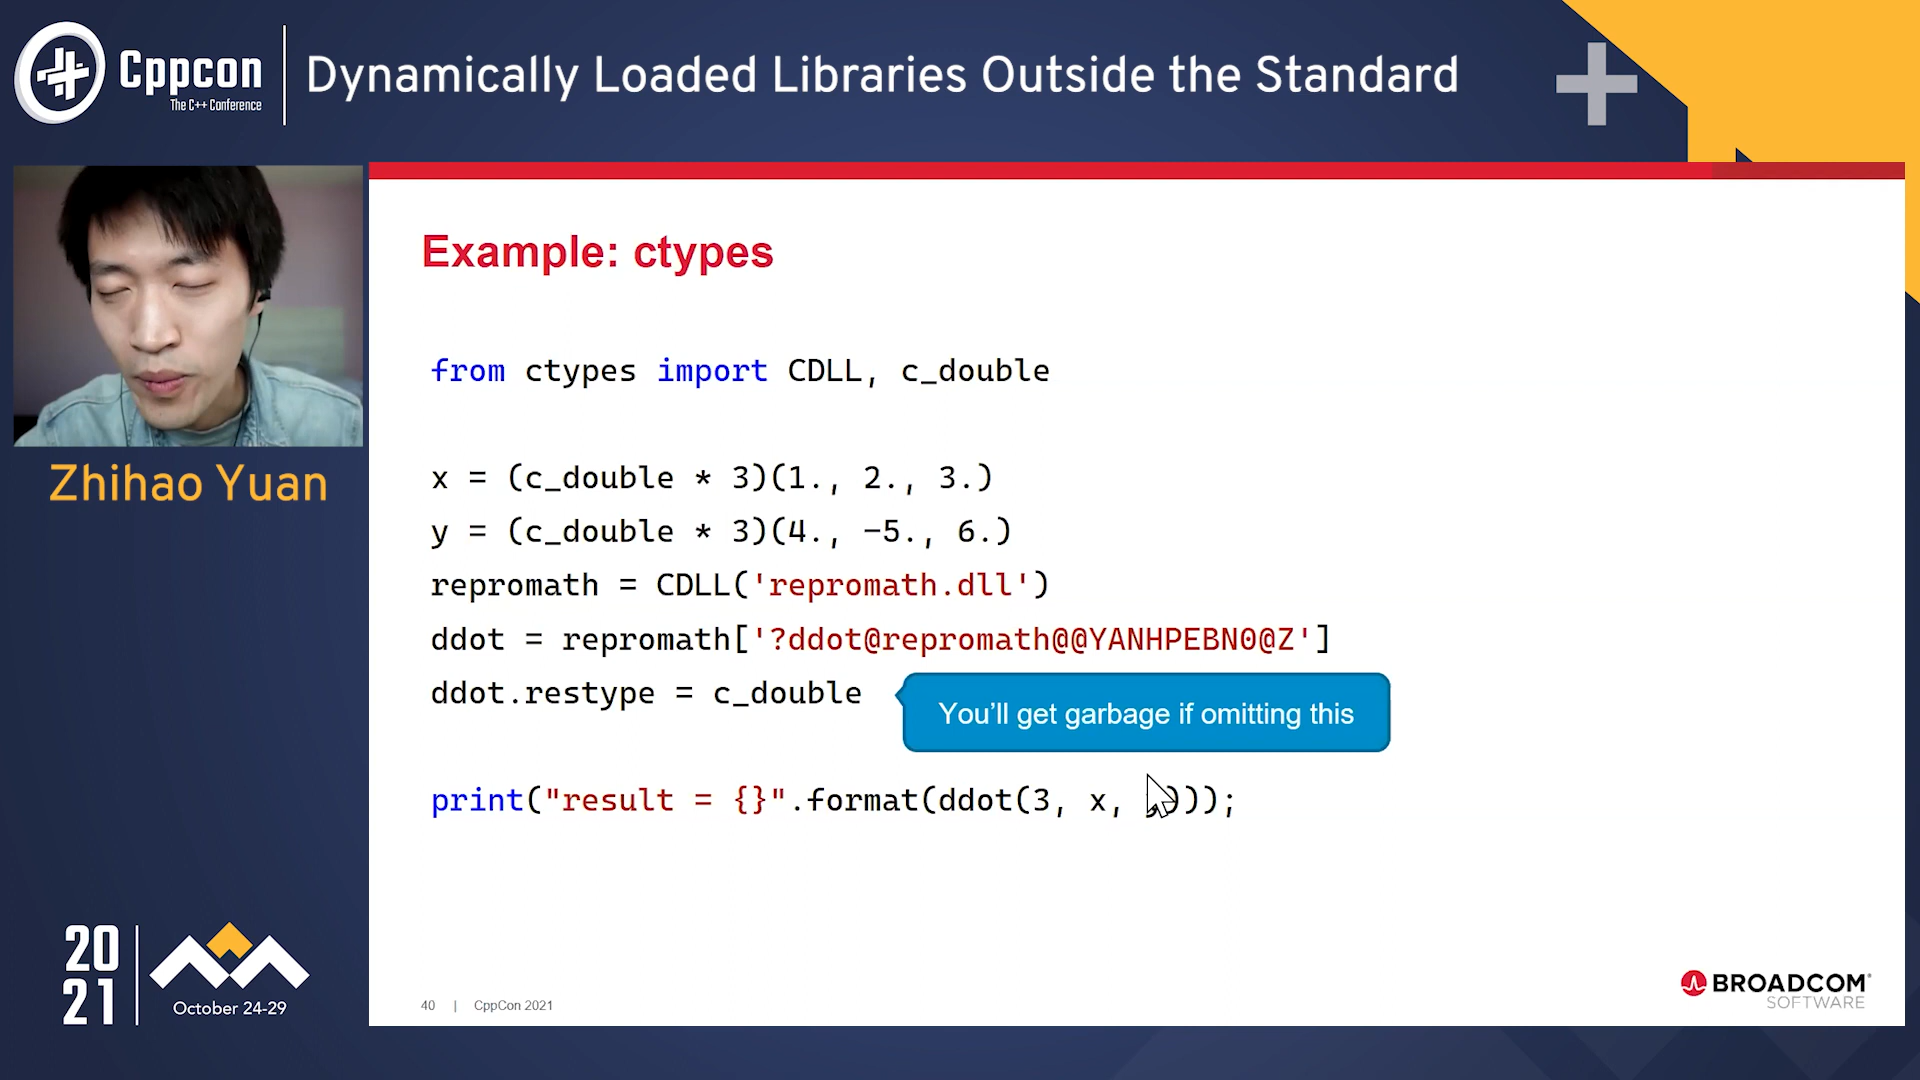 Cppcon
The C++ Conference
Dynamically Loaded Libraries Outside the Standard
Zhihao Yuan
Example: ctypes
from ctypes import CDLL, c_double
x = (c_double * 3)(1., 2., 3.)
y = (c_double * 3)(4., -5., 6.)
repromath = CDLL('repromath.dll')
ddot = repromath['?ddot@repromath@@YANHPEBN0@Z']
ddot.restype = c_double
You'll get garbage if omitting this
print("result = {}".format(ddot(3, x, )));
20
21
October 24-29
40 | CppCon 2021
BROADCOM
SOFTWARE